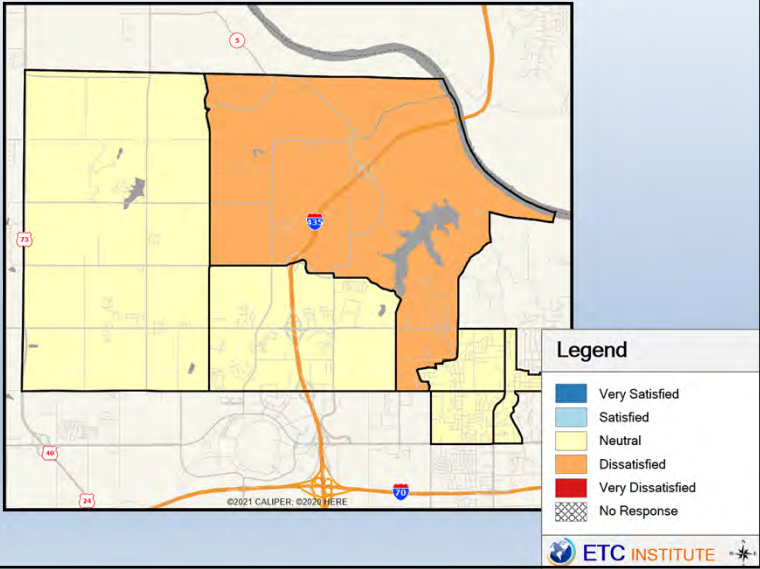 5
435
73
40
24
70
©2021 CALIPER; ©2020 HERE
Legend
Very Satisfied
Satisfied
Neutral
Dissatisfied
Very Dissatisfied
No Response
ETC INSTITUTE